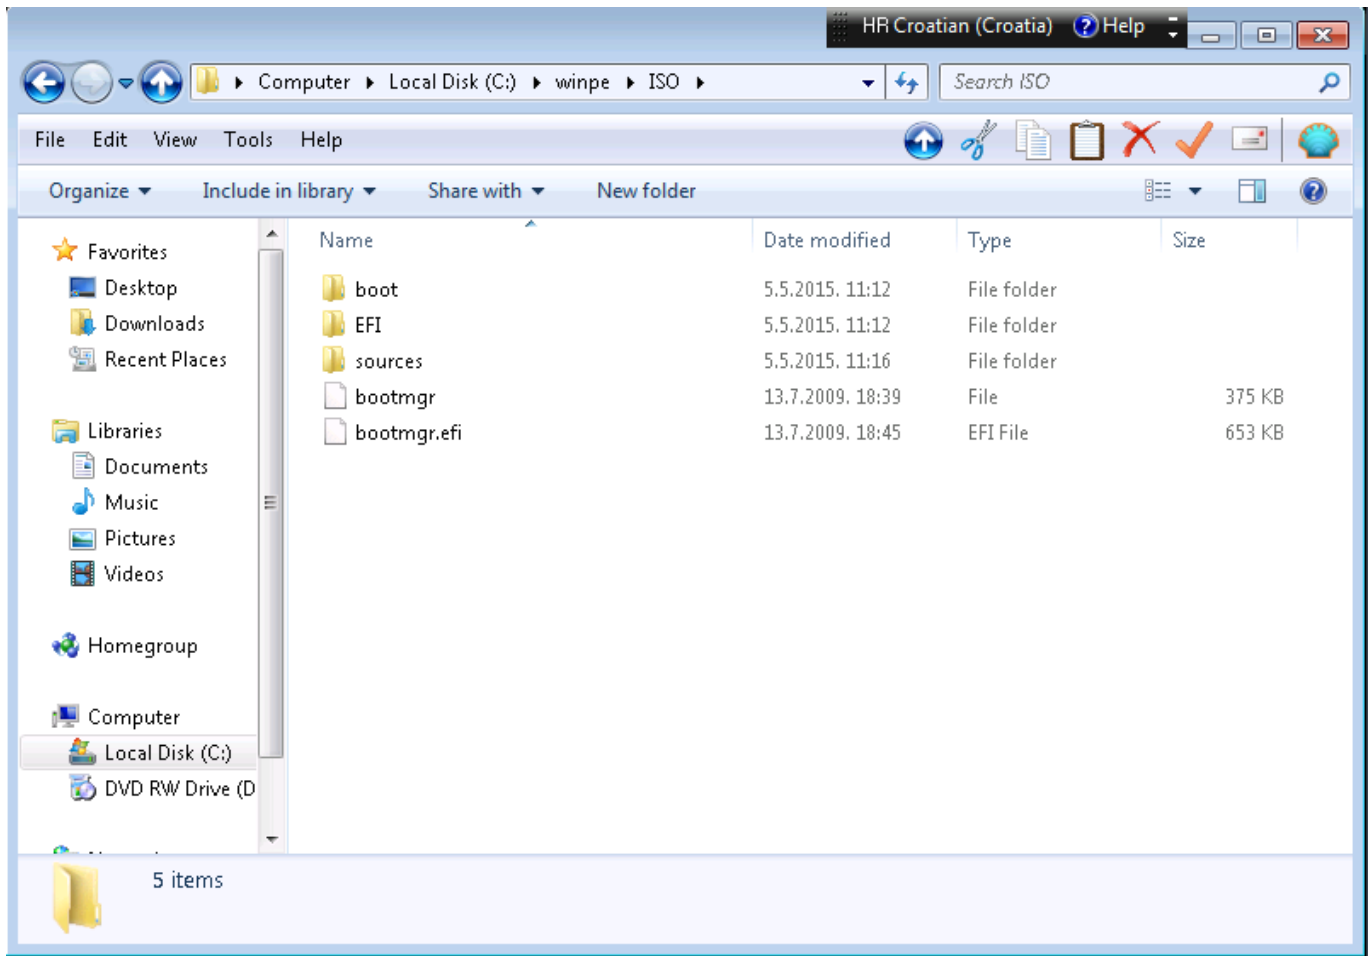 HR Croatian (Croatia) Help
Computer Local Disk (C:) winpe ISO
Search ISO
File Edit View Tools Help
Organize Include in library Share with New folder
Name Date modified Type Size
Favorites
Desktop
Downloads
Recent Places
Libraries
Documents
Music
Pictures
Videos
Homegroup
Computer
Local Disk (C:)
DVD RW Drive (D
boot 5.5.2015. 11:12 File folder
EFI 5.5.2015. 11:12 File folder
sources 5.5.2015. 11:16 File folder
bootmgr 13.7.2009. 18:39 File 375 KB
bootmgr.efi 13.7.2009. 18:45 EFI File 653 KB
5 items